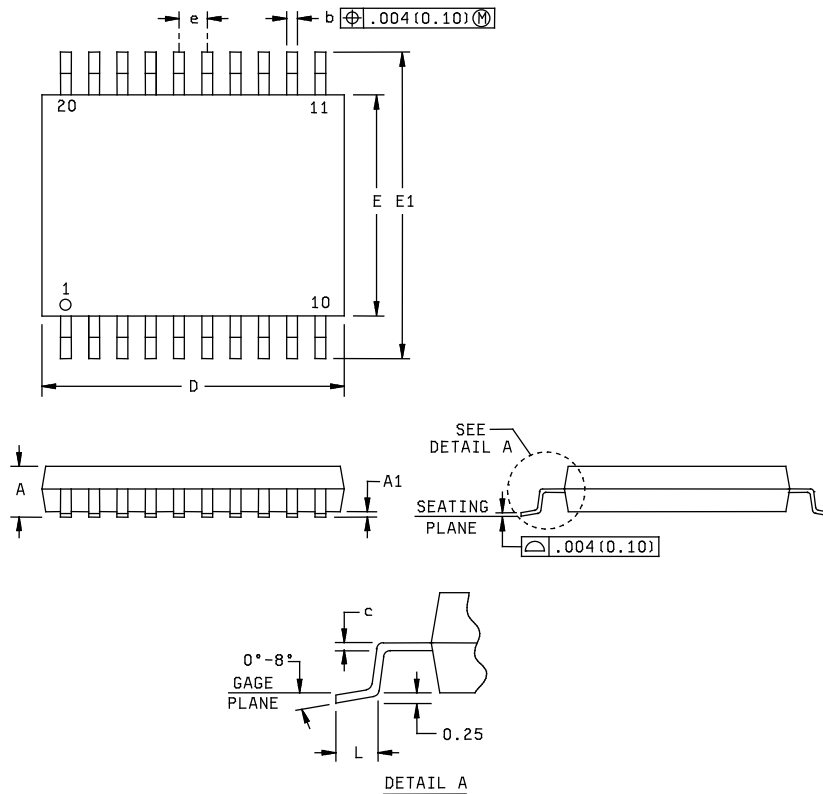 e
b ⌖ .004(0.10) Ⓜ
20
11
E
E1
1
10
D
A
A1
SEE
DETAIL A
SEATING
PLANE
⌓ .004(0.10)
c
0°-8°
GAGE
PLANE
0.25
L
DETAIL A